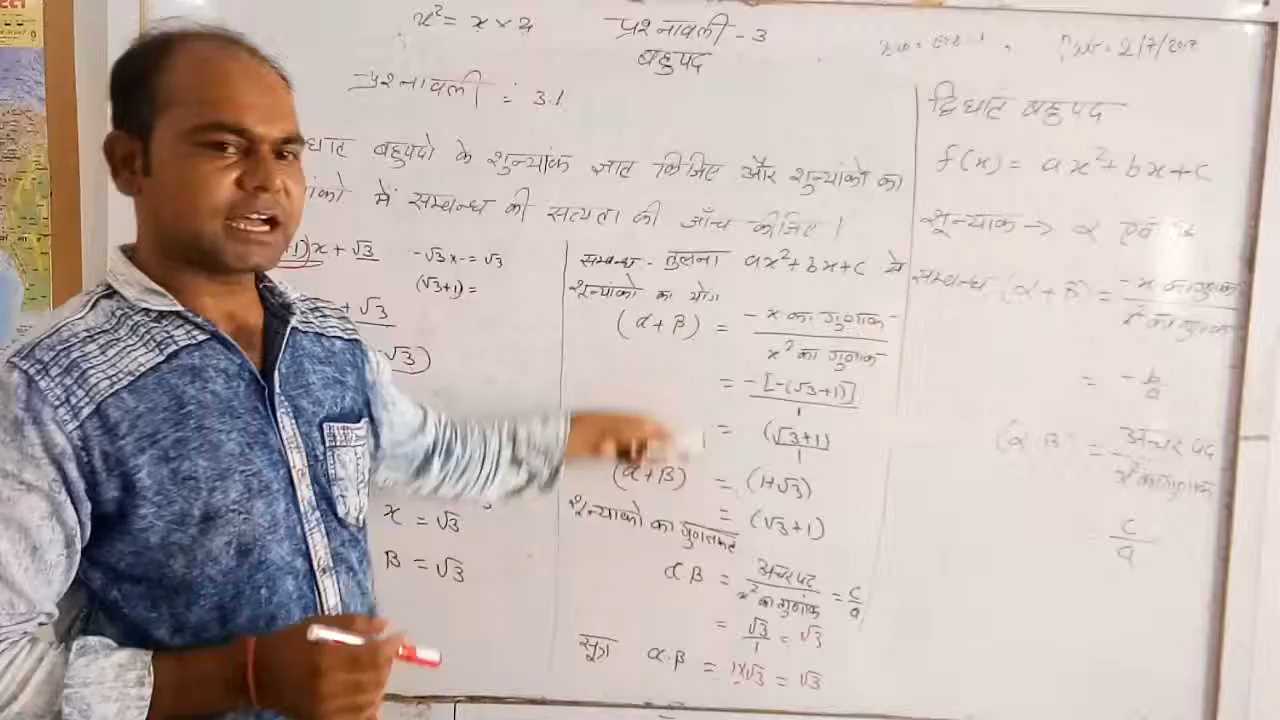 x² = x × x
प्रश्नावली - 3
बहुपद
प्रश्नावली : 3.1
घात बहुपदो के शुन्यांक ज्ञात किजिए और शुन्यांको का
में सम्बन्ध की सत्यता की जाँच कीजिए।
+1)x + √3
-√3x-= √3
(√3+1) =
+ √3
√3)
x = √3
β = √3
सम्बन्ध - तुलना ax²+bx+c से
शून्यांको का योग
(α+β) = -x का गुणांक / x² का गुणांक
= -[-(√3+1)] / 1
= (√3+1) / 1
(α+β) = (1+√3)
= (√3+1)
शून्यांको का गुणनफल
αβ = अचर पद / x² का गुणांक = c/a
= √3/1 = √3
α.β = 1×√3 = √3
द्विघात बहुपद
f(x) = ax²+bx+c
शून्यांक → α एवं β
सम्बन्ध (α+β) = -x का गुणांक / x² का गुणांक
= -b/a
(α β) = अचर पद / x² का गुणांक
c/a